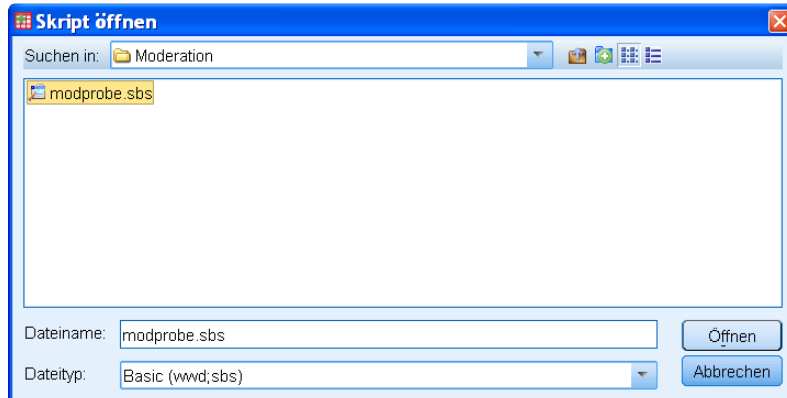 Skript öffnen
Suchen in: Moderation
modprobe.sbs
Dateiname: modprobe.sbs
Öffnen
Dateityp: Basic (wwd;sbs)
Abbrechen